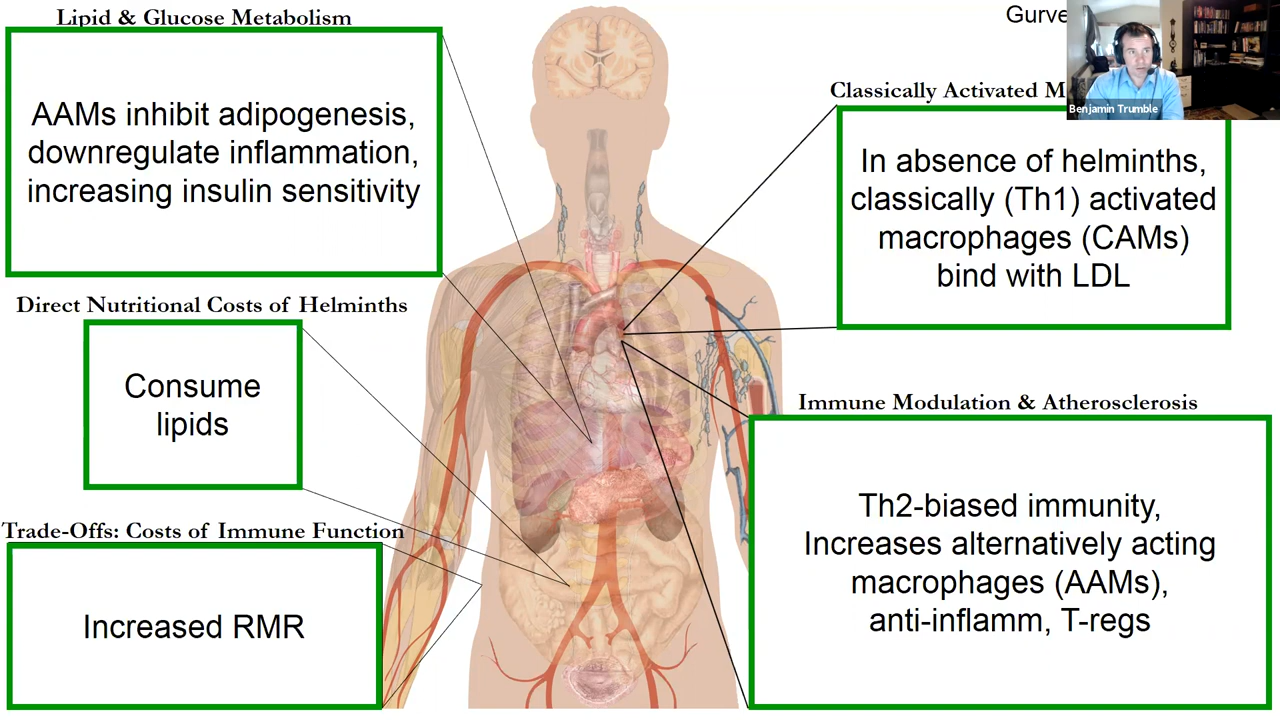 Lipid & Glucose Metabolism
AAMs inhibit adipogenesis,
downregulate inflammation,
increasing insulin sensitivity
Direct Nutritional Costs of Helminths
Consume
lipids
Trade-Offs: Costs of Immune Function
Increased RMR
Benjamin Trumble
Classically Activated
In absence of helminths,
classically (Th1) activated
macrophages (CAMs)
bind with LDL
Immune Modulation & Atherosclerosis
Th2-biased immunity,
Increases alternatively acting
macrophages (AAMs),
anti-inflamm, T-regs